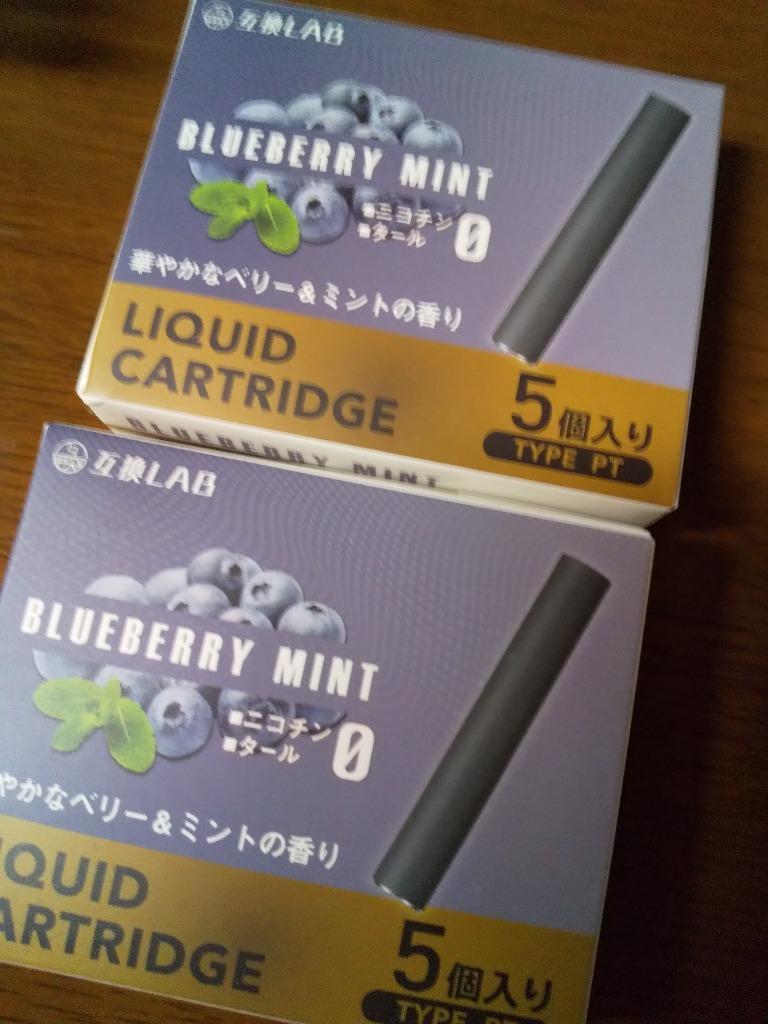 互換LAB
BLUEBERRY MINT
■ニコチン
■タール 0
華やかなベリー&ミントの香り
LIQUID
CARTRIDGE
5個入り
TYPE PT
BLUEBERRY MINT
互換LAB
BLUEBERRY MINT
■ニコチン
■タール 0
やかなベリー&ミントの香り
IQUID
ARTRIDGE
5個入り
TYPE